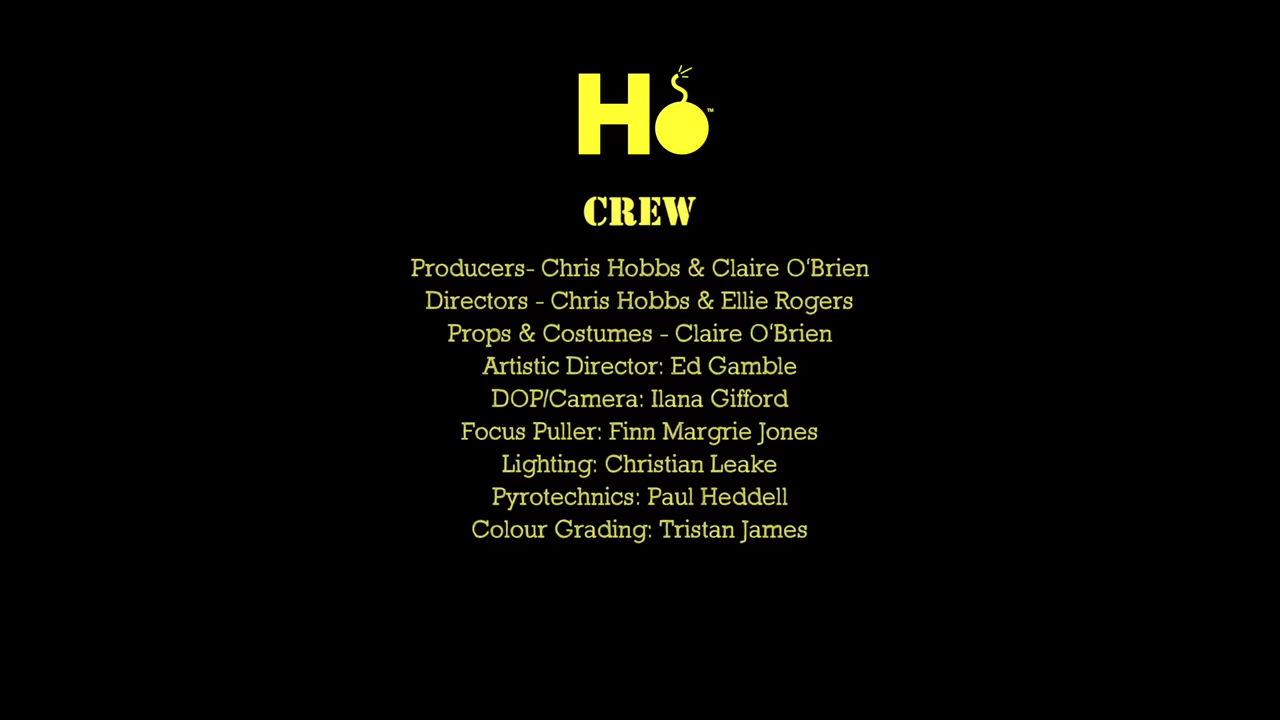 H
™
CREW
Producers- Chris Hobbs & Claire O'Brien
Directors - Chris Hobbs & Ellie Rogers
Props & Costumes - Claire O'Brien
Artistic Director: Ed Gamble
DOP/Camera: Ilana Gifford
Focus Puller: Finn Margrie Jones
Lighting: Christian Leake
Pyrotechnics: Paul Heddell
Colour Grading: Tristan James